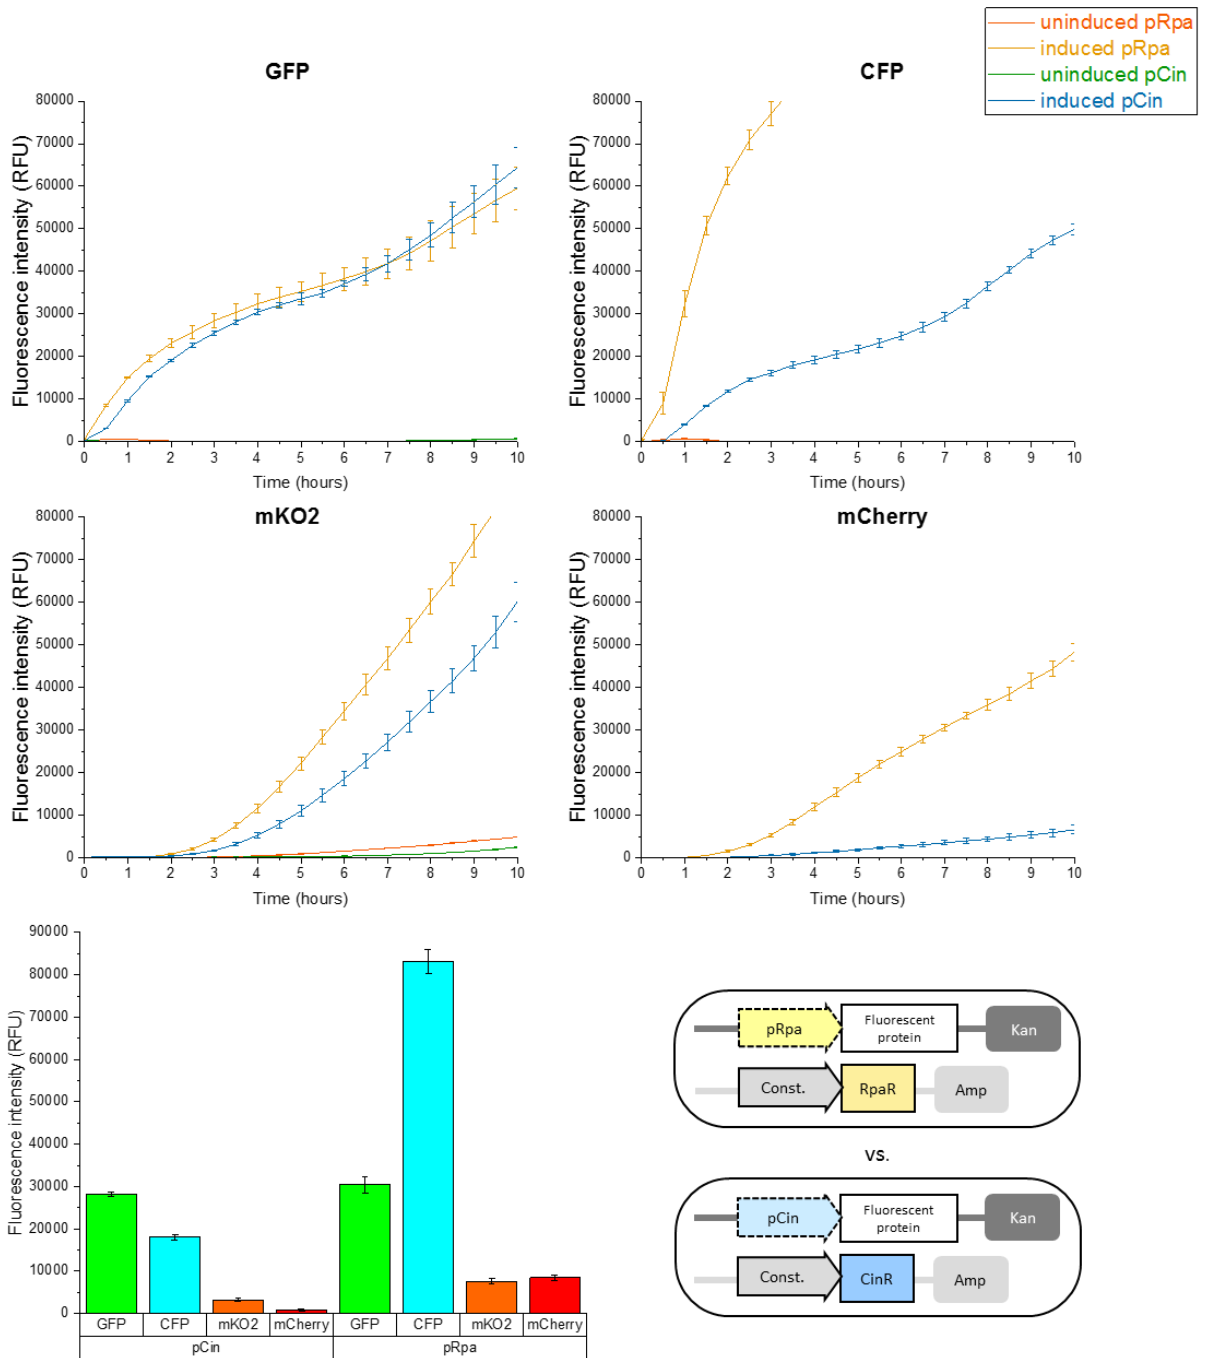 uninduced pRpa
induced pRpa
uninduced pCin
induced pCin
GFP
Fluorescence intensity (RFU)
80000
70000
60000
50000
40000
30000
20000
10000
0
0 1 2 3 4 5 6 7 8 9 10
Time (hours)
CFP
Fluorescence intensity (RFU)
80000
70000
60000
50000
40000
30000
20000
10000
0
0 1 2 3 4 5 6 7 8 9 10
Time (hours)
mKO2
Fluorescence intensity (RFU)
80000
70000
60000
50000
40000
30000
20000
10000
0
0 1 2 3 4 5 6 7 8 9 10
Time (hours)
mCherry
Fluorescence intensity (RFU)
80000
70000
60000
50000
40000
30000
20000
10000
0
0 1 2 3 4 5 6 7 8 9 10
Time (hours)
Fluorescence intensity (RFU)
90000
80000
70000
60000
50000
40000
30000
20000
10000
0
GFP CFP mKO2 mCherry GFP CFP mKO2 mCherry
pCin pRpa
pRpa
Fluorescent
protein
Kan
Const.
RpaR
Amp
vs.
pCin
Fluorescent
protein
Kan
Const.
CinR
Amp